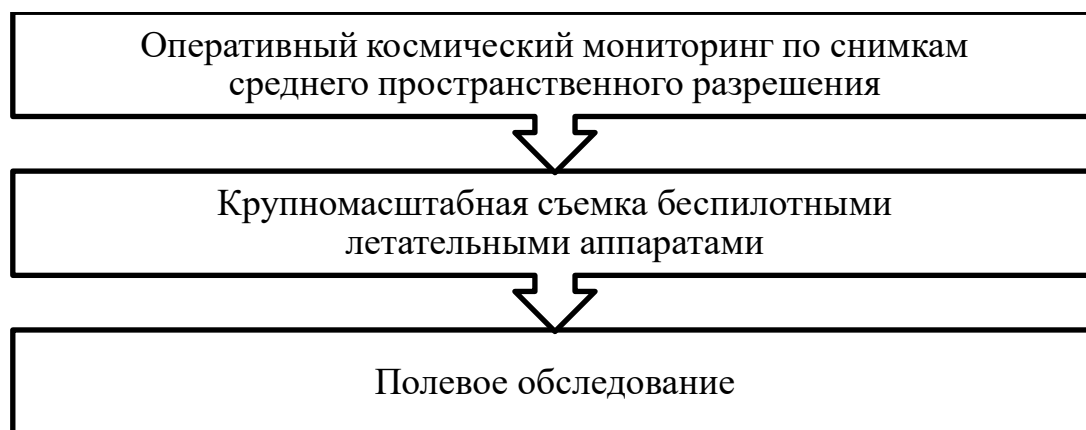 Оперативный космический мониторинг по снимкам
среднего пространственного разрешения
Крупномасштабная съемка беспилотными
летательными аппаратами
Полевое обследование